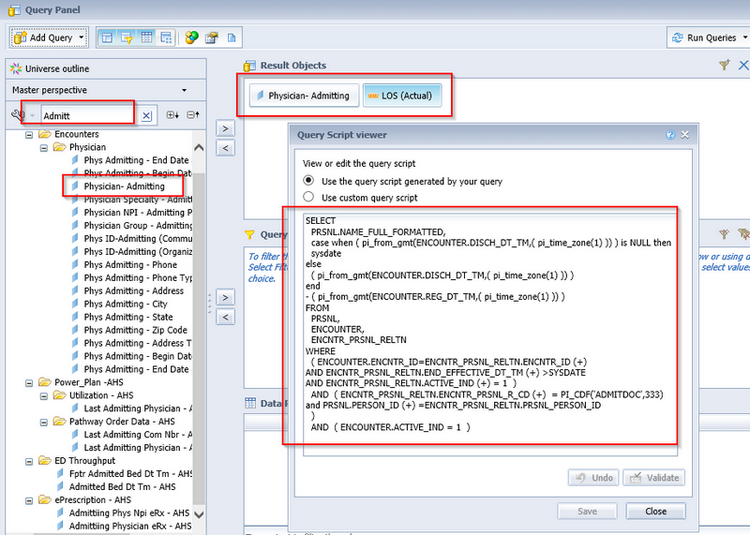 Query Panel
Add Query
Run Queries
Universe outline
Master perspective
Admitt
Encounters
Physician
Phys Admitting - End Date
Phys Admitting - Begin Dat
Physician- Admitting
Physician Specialty - Admitt
Physician NPI - Admitting P
Physician Group - Admitting
Phys ID-Admitting (Commu
Phys ID-Admitting (Organiz
Phys Admitting - Phone
Phys Admitting - Phone Typ
Phys Admitting - Address
Phys Admitting - City
Phys Admitting - State
Phys Admitting - Zip Code
Phys Admitting - Address T
Phys Admitting - Begin Date
Phys Admitting - End Date
Power_Plan -AHS
Utilization - AHS
Last Admitting Physician - A
Pathway Order Data - AHS
Last Admitting Com Nbr - A
Last Admitting Physician - A
ED Throughput
Fptr Admitted Bed Dt Tm - AHS
Admitted Bed Dt Tm - AHS
ePrescription - AHS
Admitting Phys Npi eRx - AHS
Admitting Physician eRx - AHS
Result Objects
Physician- Admitting
LOS (Actual)
Query
To filter th
Select Filt
choice.
ow or using d
select values
Data P
Query Script viewer
View or edit the query script
Use the query script generated by your query
Use custom query script
SELECT
PRSNL.NAME_FULL_FORMATTED,
case when ( pi_from_gmt(ENCOUNTER.DISCH_DT_TM,( pi_time_zone(1) )) ) is NULL then
sysdate
else
( pi_from_gmt(ENCOUNTER.DISCH_DT_TM,( pi_time_zone(1) )) )
end
- ( pi_from_gmt(ENCOUNTER.REG_DT_TM,( pi_time_zone(1) )) )
FROM
PRSNL,
ENCOUNTER,
ENCNTR_PRSNL_RELTN
WHERE
( ENCOUNTER.ENCNTR_ID=ENCNTR_PRSNL_RELTN.ENCNTR_ID (+)
AND ENCNTR_PRSNL_RELTN.END_EFFECTIVE_DT_TM (+) >SYSDATE
AND ENCNTR_PRSNL_RELTN.ACTIVE_IND (+) = 1 )
AND ( ENCNTR_PRSNL_RELTN.ENCNTR_PRSNL_R_CD (+) = PI_CDF('ADMITDOC',333)
and PRSNL.PERSON_ID (+) =ENCNTR_PRSNL_RELTN.PRSNL_PERSON_ID
)
AND ( ENCOUNTER.ACTIVE_IND = 1 )
Undo
Validate
Save
Close